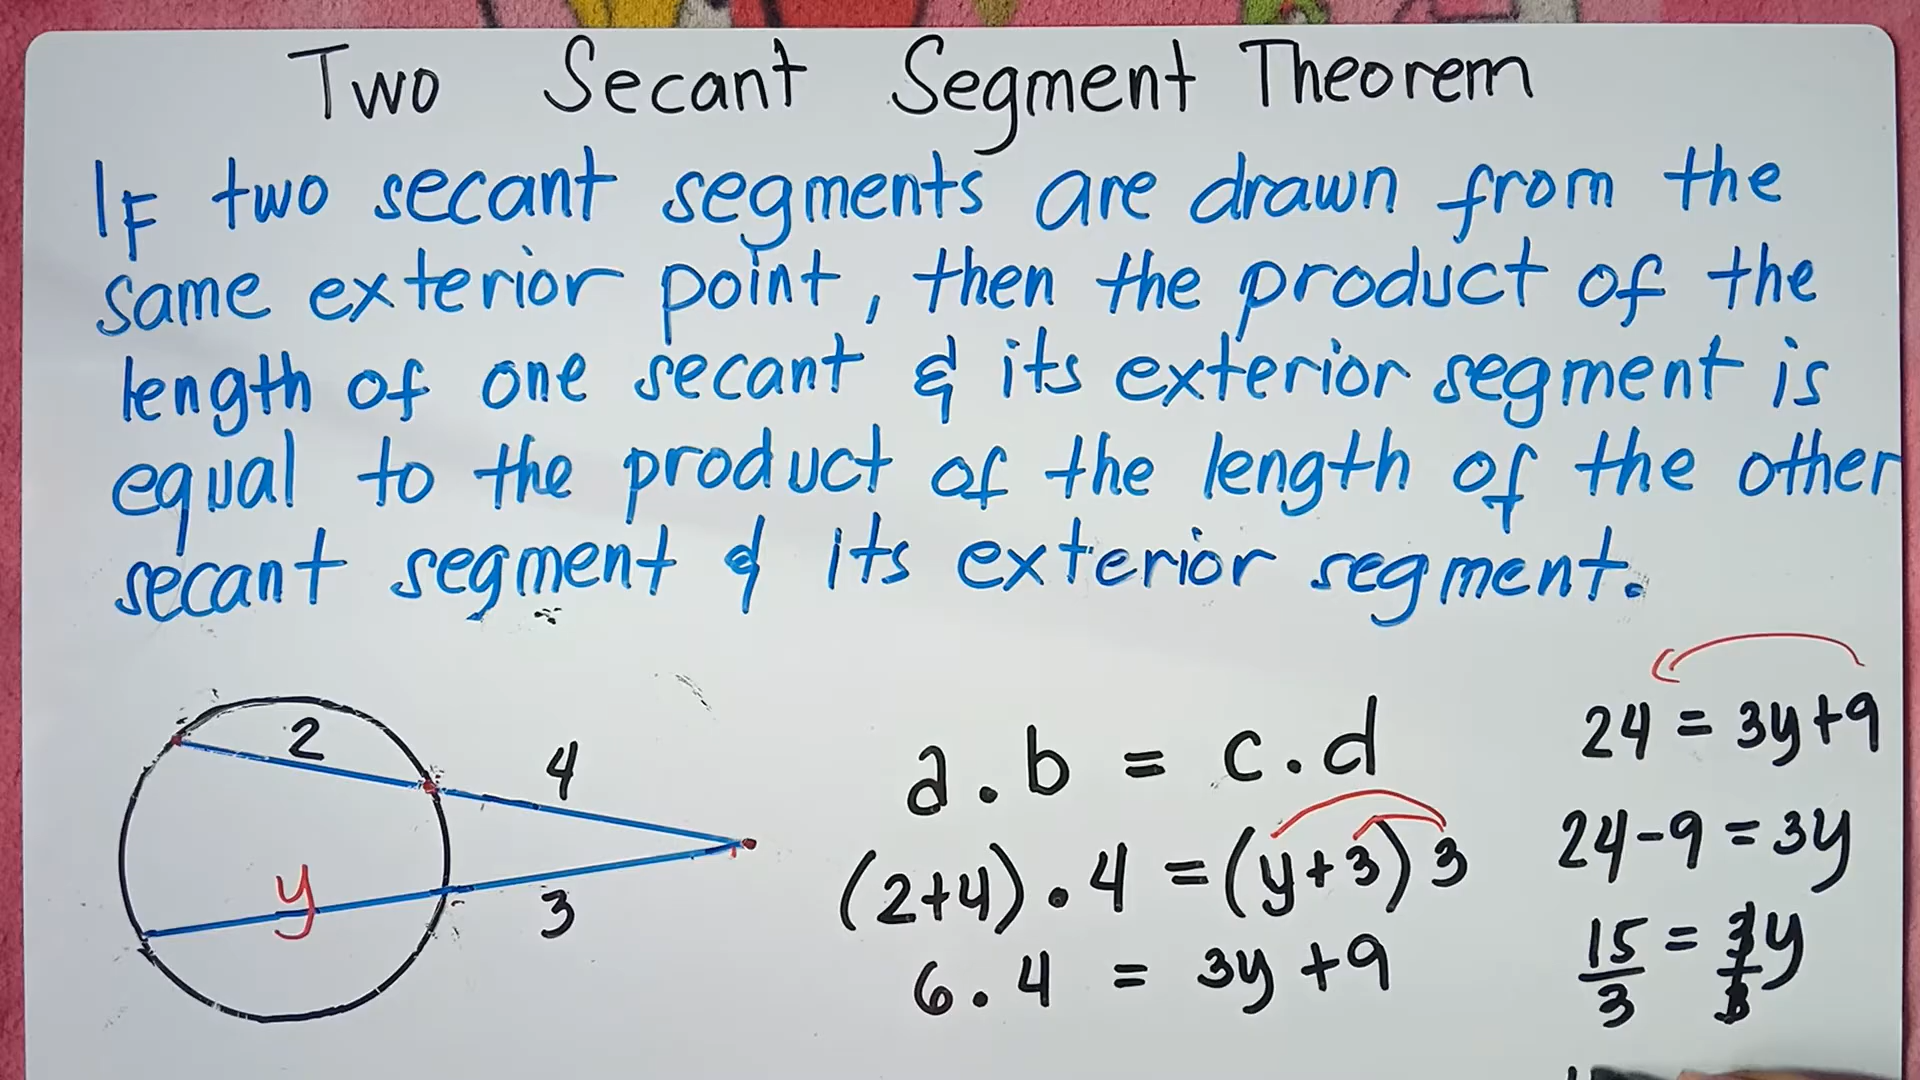 Two Secant Segment Theorem
IF two secant segments are drawn from the
same exterior point, then the product of the
length of one secant & its exterior segment is
equal to the product of the length of the other
secant segment & its exterior segment.
2
4
y
3
a.b = c.d
(2+4) • 4 = (y+3) 3
6 . 4 = 3y +9
24 = 3y+9
24-9 = 3y
15/3 = 3/3 y